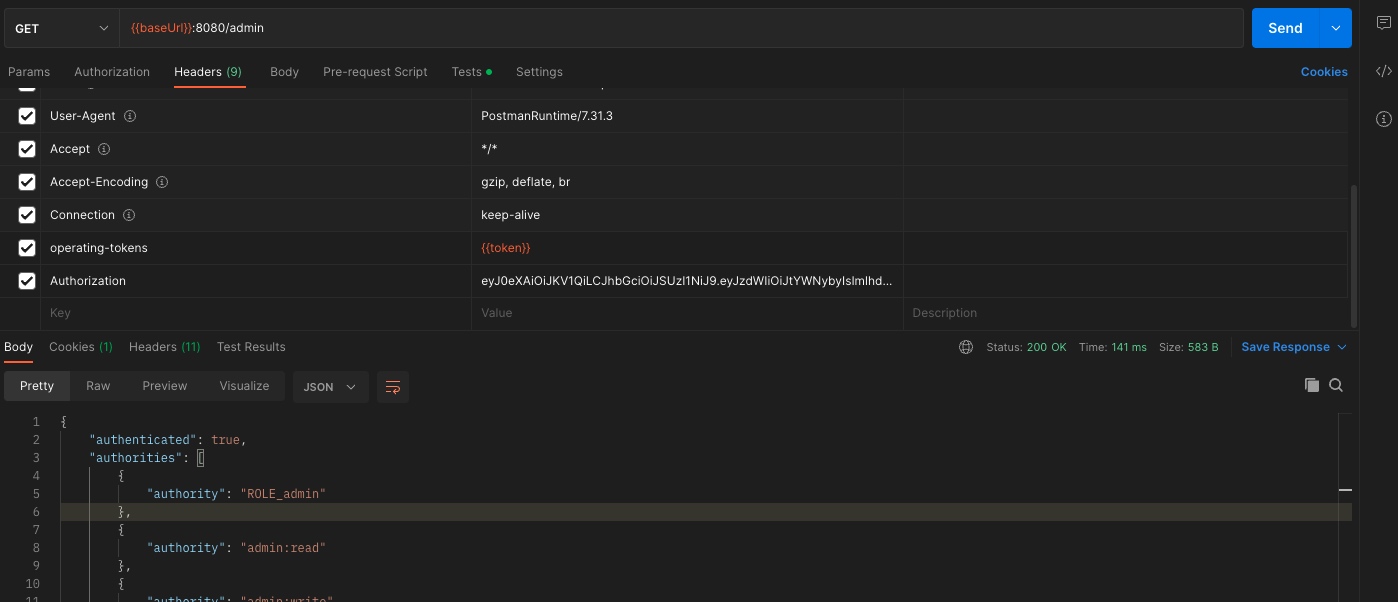 GET {{baseUrl}}:8080/admin Send
Params Authorization Headers (9) Body Pre-request Script Tests Settings Cookies
User-Agent PostmanRuntime/7.31.3
Accept */*
Accept-Encoding gzip, deflate, br
Connection keep-alive
operating-tokens {{token}}
Authorization eyJ0eXAiOiJKV1QiLCJhbGciOiJSUzI1NiJ9.eyJzdWIiOiJtYWNybyIsImlhd...
Key Value Description
Body Cookies (1) Headers (11) Test Results Status: 200 OK Time: 141 ms Size: 583 B Save Response
Pretty Raw Preview Visualize JSON
1 {
2 "authenticated": true,
3 "authorities": [
4 {
5 "authority": "ROLE_admin"
6 },
7 {
8 "authority": "admin:read"
9 },
10 {
11 "authority": "admin:write"